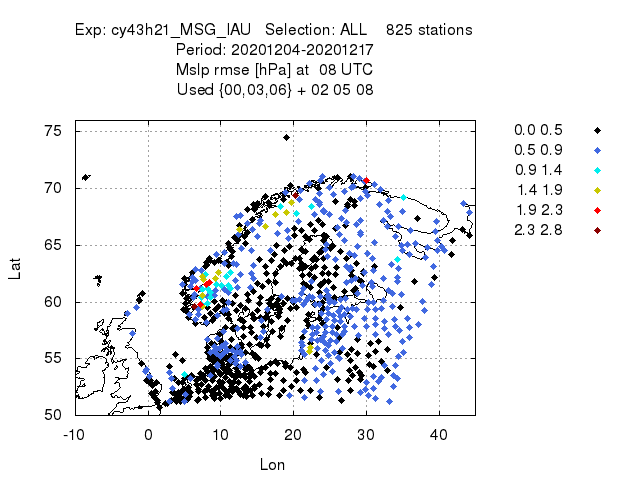 Exp: cy43h21_MSG_IAU   Selection: ALL    825 stations
Period: 20201204-20201217
Mslp rmse [hPa] at  08 UTC
Used {00,03,06} + 02 05 08
75
70
65
60
55
50
-10 0 10 20 30 40
Lat
Lon
0.0 0.5
0.5 0.9
0.9 1.4
1.4 1.9
1.9 2.3
2.3 2.8